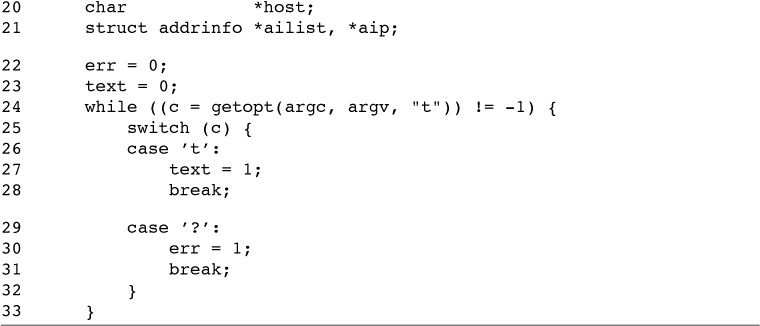 20      char            *host;
21      struct addrinfo *ailist, *aip;
22      err = 0;
23      text = 0;
24      while ((c = getopt(argc, argv, "t")) != -1) {
25          switch (c) {
26          case ’t’:
27              text = 1;
28              break;
29          case ’?’:
30              err = 1;
31              break;
32          }
33      }